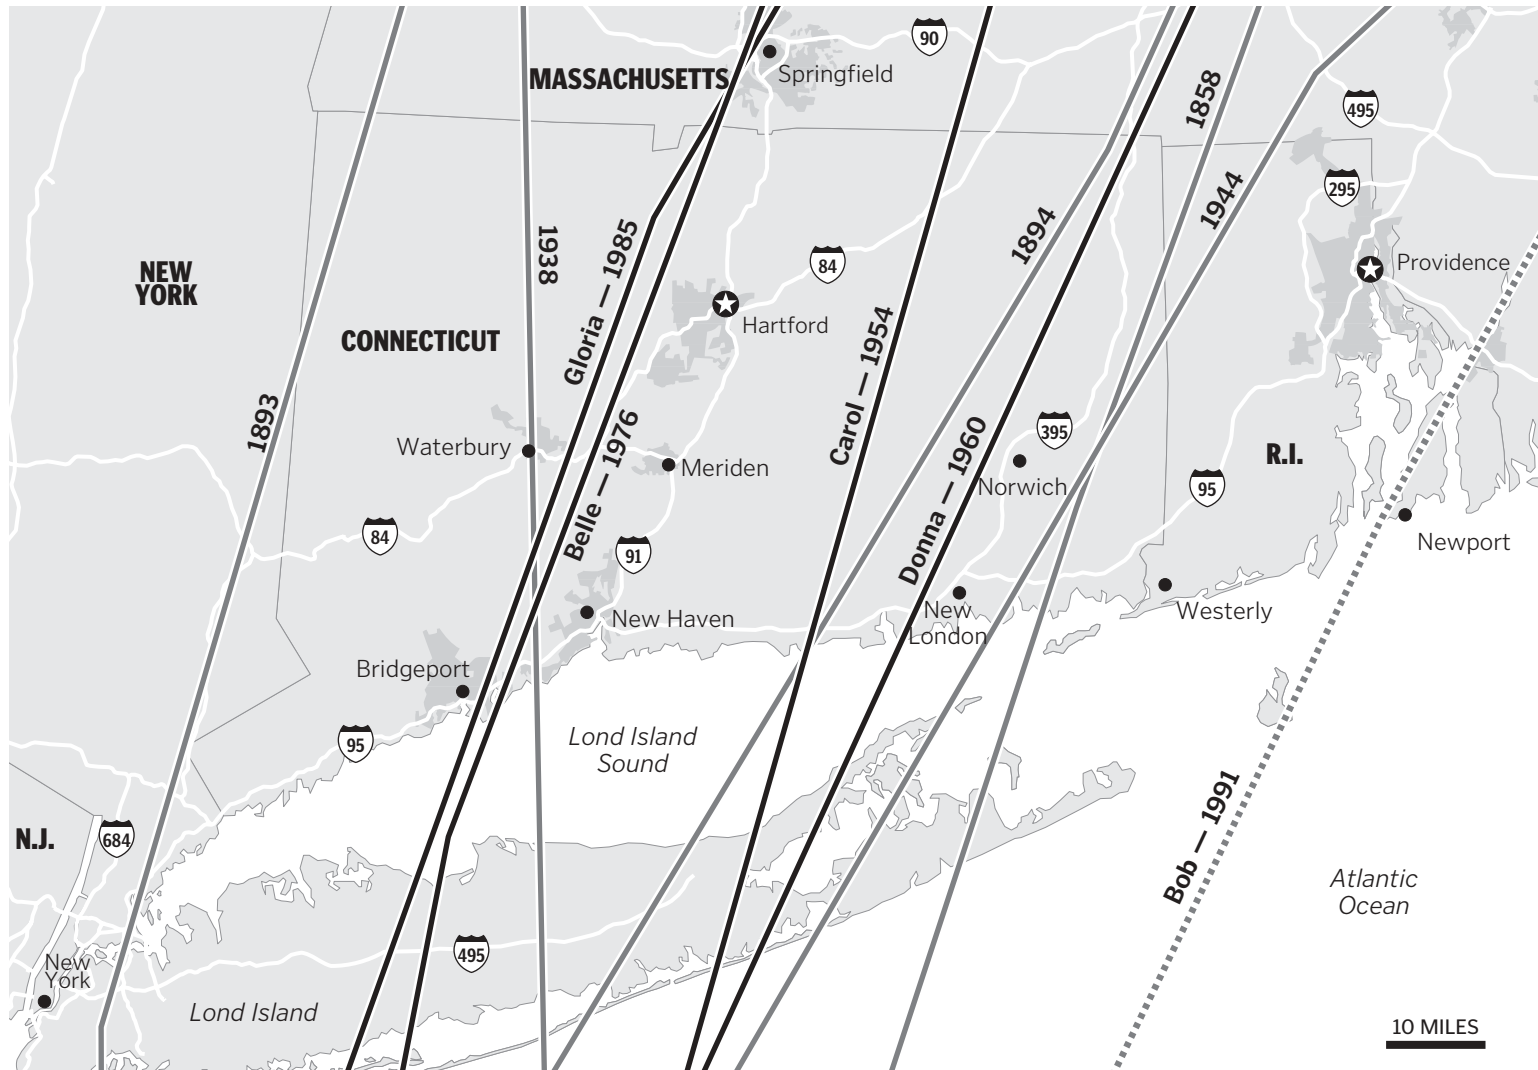 90
MASSACHUSETTS
Springfield
1858
495
295
1944
1894
NEW
YORK
1938
Gloria — 1985
84
Providence
CONNECTICUT
Hartford
Carol — 1954
1893
Belle — 1976
Donna — 1960
395
Waterbury
Meriden
Norwich
R.I.
95
84
91
Newport
New Haven
New
London
Westerly
Bridgeport
95
Lond Island
Sound
Bob — 1991
N.J.
684
Atlantic
Ocean
495
New
York
Lond Island
10 MILES